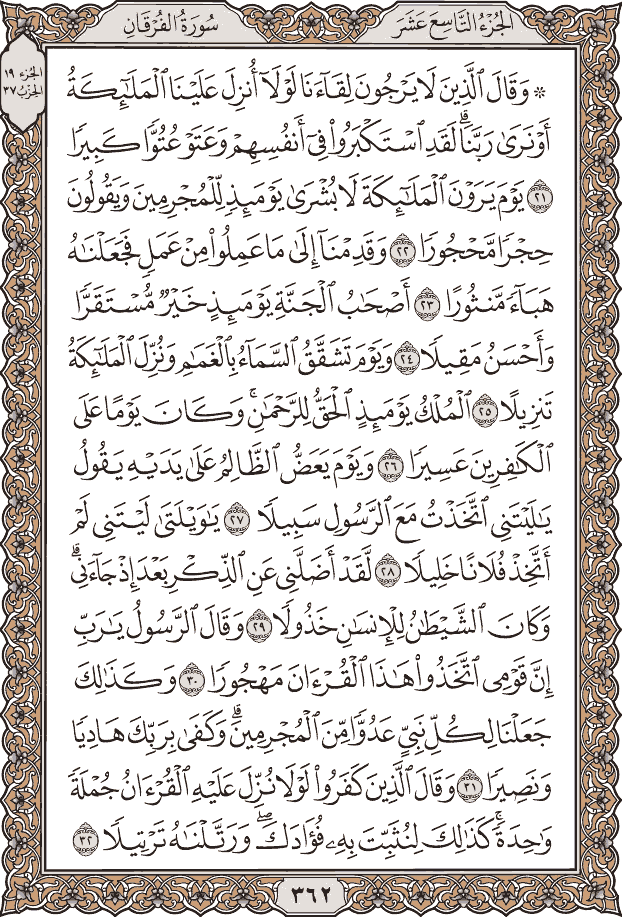 الجزء التاسع عشر
سورة الفرقان
الجزء ١٩
الحزب ٣٧
۞ وَقَالَ ٱلَّذِينَ لَا يَرْجُونَ لِقَآءَنَا لَوْلَآ أُنزِلَ عَلَيْنَا ٱلْمَلَٰٓئِكَةُ
أَوْ نَرَىٰ رَبَّنَاۗ لَقَدِ ٱسْتَكْبَرُوا۟ فِىٓ أَنفُسِهِمْ وَعَتَوْ عُتُوًّا كَبِيرًا
٢١ يَوْمَ يَرَوْنَ ٱلْمَلَٰٓئِكَةَ لَا بُشْرَىٰ يَوْمَئِذٍ لِّلْمُجْرِمِينَ وَيَقُولُونَ
حِجْرًا مَّحْجُورًا ٢٢ وَقَدِمْنَآ إِلَىٰ مَا عَمِلُوا۟ مِنْ عَمَلٍ فَجَعَلْنَٰهُ
هَبَآءً مَّنثُورًا ٢٣ أَصْحَٰبُ ٱلْجَنَّةِ يَوْمَئِذٍ خَيْرٌ مُّسْتَقَرًّا
وَأَحْسَنُ مَقِيلًا ٢٤ وَيَوْمَ تَشَقَّقُ ٱلسَّمَآءُ بِٱلْغَمَٰمِ وَنُزِّلَ ٱلْمَلَٰٓئِكَةُ
تَنزِيلًا ٢٥ ٱلْمُلْكُ يَوْمَئِذٍ ٱلْحَقُّ لِلرَّحْمَٰنِۚ وَكَانَ يَوْمًا عَلَى
ٱلْكَٰفِرِينَ عَسِيرًا ٢٦ وَيَوْمَ يَعَضُّ ٱلظَّالِمُ عَلَىٰ يَدَيْهِ يَقُولُ
يَٰلَيْتَنِى ٱتَّخَذْتُ مَعَ ٱلرَّسُولِ سَبِيلًا ٢٧ يَٰوَيْلَتَىٰ لَيْتَنِى لَمْ
أَتَّخِذْ فُلَانًا خَلِيلًا ٢٨ لَّقَدْ أَضَلَّنِى عَنِ ٱلذِّكْرِ بَعْدَ إِذْ جَآءَنِىۗ
وَكَانَ ٱلشَّيْطَٰنُ لِلْإِنسَٰنِ خَذُولًا ٢٩ وَقَالَ ٱلرَّسُولُ يَٰرَبِّ
إِنَّ قَوْمِى ٱتَّخَذُوا۟ هَٰذَا ٱلْقُرْءَانَ مَهْجُورًا ٣٠ وَكَذَٰلِكَ
جَعَلْنَا لِكُلِّ نَبِىٍّ عَدُوًّا مِّنَ ٱلْمُجْرِمِينَۗ وَكَفَىٰ بِرَبِّكَ هَادِيًا
وَنَصِيرًا ٣١ وَقَالَ ٱلَّذِينَ كَفَرُوا۟ لَوْلَا نُزِّلَ عَلَيْهِ ٱلْقُرْءَانُ جُمْلَةً
وَٰحِدَةًۚ كَذَٰلِكَ لِنُثَبِّتَ بِهِۦ فُؤَادَكَۖ وَرَتَّلْنَٰهُ تَرْتِيلًا ٣٢
٣٦٢